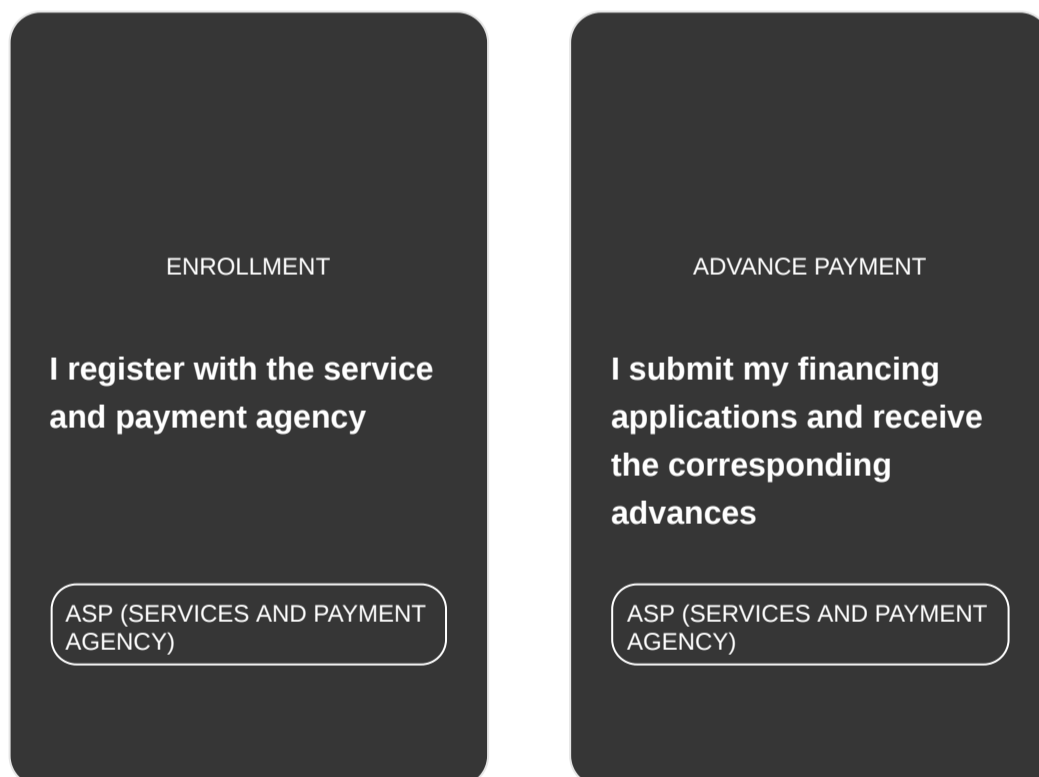 ENROLLMENT
I register with the service
and payment agency
ASP (SERVICES AND PAYMENT
AGENCY)
ADVANCE PAYMENT
I submit my financing
applications and receive
the corresponding
advances
ASP (SERVICES AND PAYMENT
AGENCY)